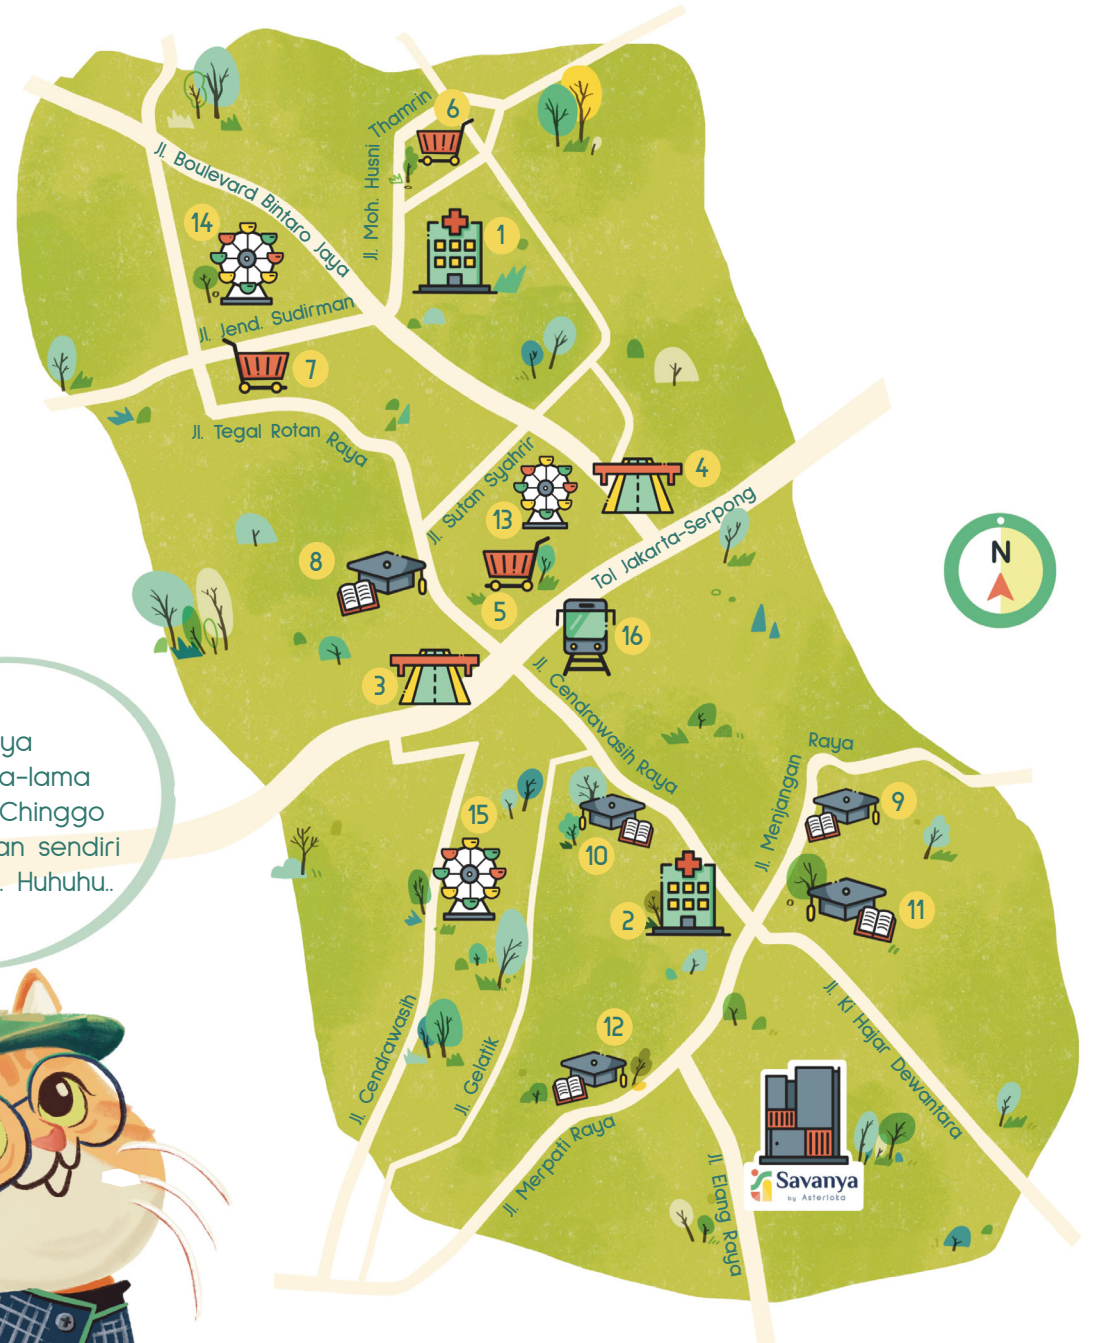 6
Jl. Moh. Husni Thamrin
Jl. Boulevard Bintaro Jaya
14
1
Jl. Jend. Sudirman
7
Jl. Tegal Rotan Raya
Jl. Sutan Syahrir
4
13
Tol Jakarta-Serpong
N
8
5
16
3
Jl. Cendrawasih Raya
Jl. Menjangan Raya
ya
a-lama
Chinggo
an sendiri
. Huhuhu..
15
9
10
11
2
Jl. Ki Hajar Dewantara
12
Jl. Cendrawasih
Jl. Gelatik
Jl. Merpati Raya
Jl. Elang Raya
Savanya
by Asterioka